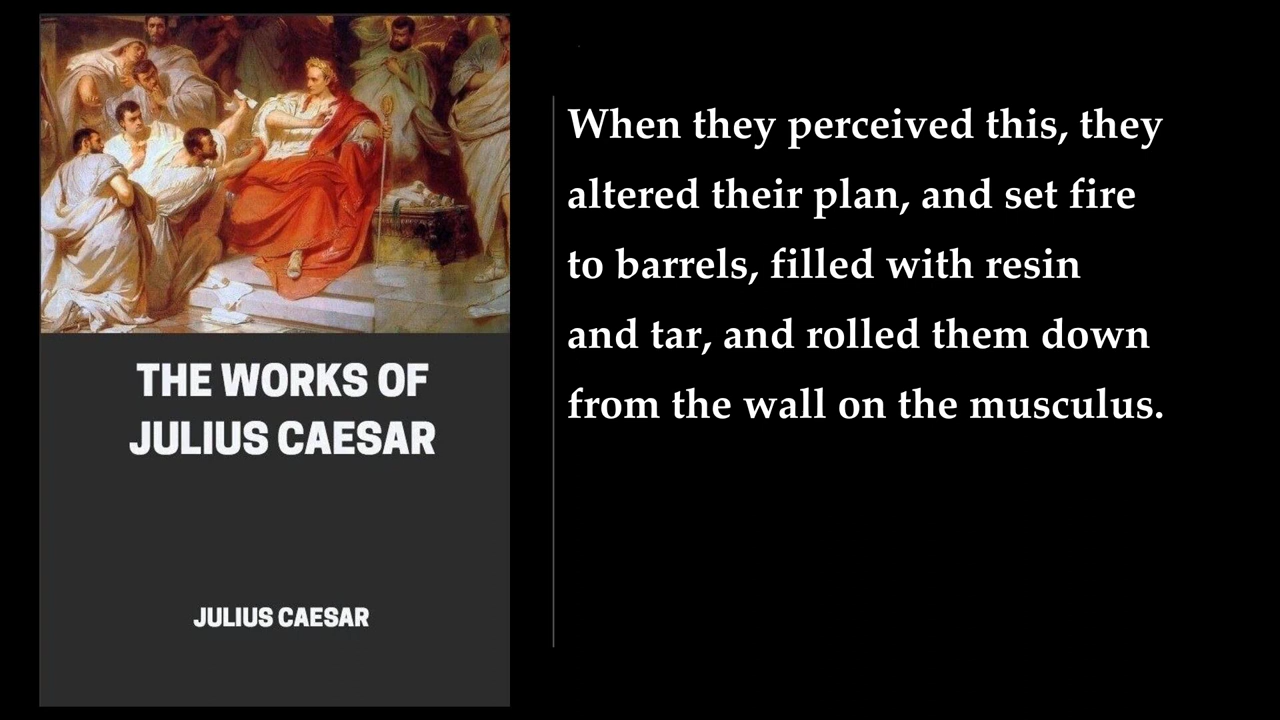 THE WORKS OF
JULIUS CAESAR
JULIUS CAESAR
When they perceived this, they
altered their plan, and set fire
to barrels, filled with resin
and tar, and rolled them down
from the wall on the musculus.